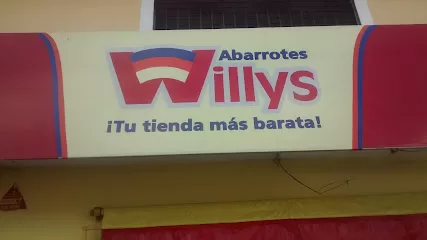 Abarrotes
Willys
¡Tu tienda más barata!